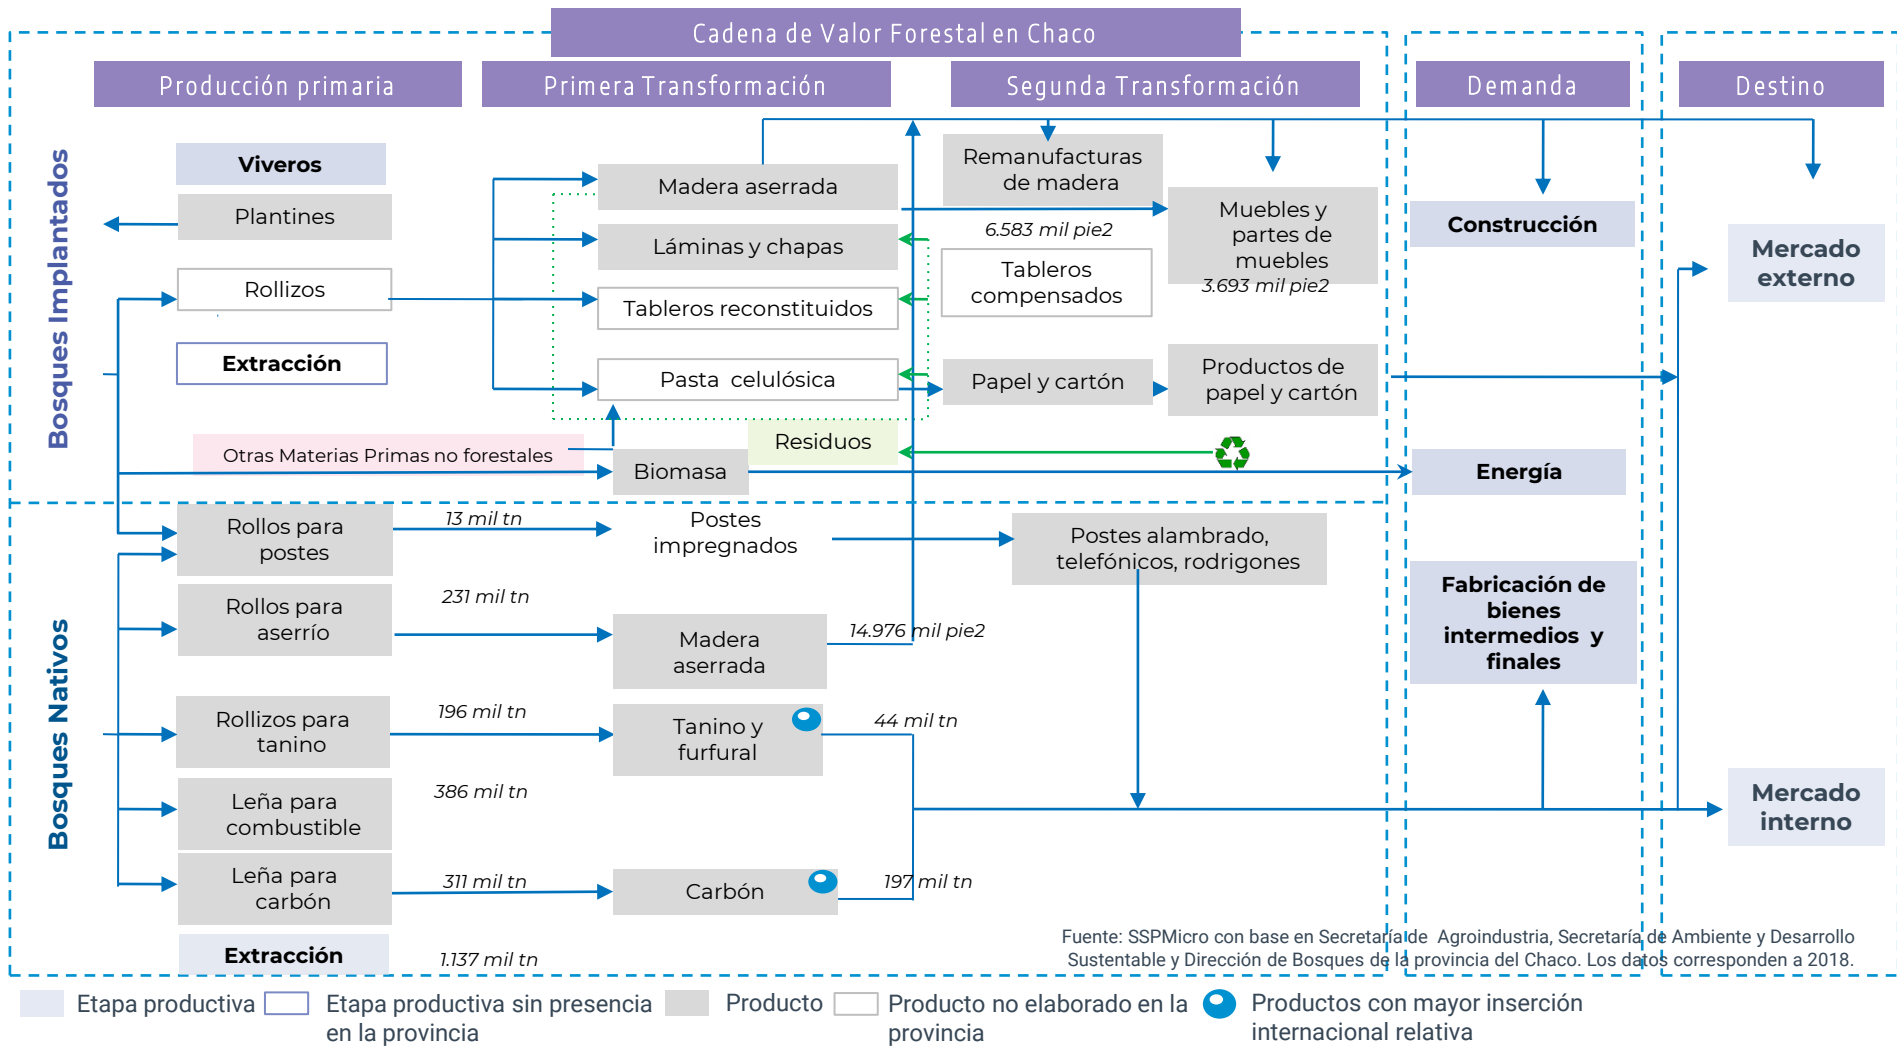 Cadena de Valor Forestal en Chaco
Producción primaria
Primera Transformación
Segunda Transformación
Demanda
Destino
Bosques Implantados
Viveros
Plantines
Rollizos
Extracción
Otras Materias Primas no forestales
Madera aserrada
Láminas y chapas
Tableros reconstituidos
Pasta celulósica
Residuos
Biomasa
Remanufacturas
de madera
6.583 mil pie2
Tableros
compensados
Muebles y
partes de
muebles
3.693 mil pie2
Papel y cartón
Productos de
papel y cartón
Construcción
Energía
Mercado
externo
Bosques Nativos
Rollos para
postes
13 mil tn
Postes
impregnados
Postes alambrado,
telefónicos, rodrigones
Rollos para
aserrío
231 mil tn
Madera
aserrada
14.976 mil pie2
Rollizos para
tanino
196 mil tn
Tanino y
furfural
44 mil tn
Leña para
combustible
386 mil tn
Leña para
carbón
311 mil tn
Carbón
197 mil tn
Extracción
1.137 mil tn
Fabricación de
bienes
intermedios y
finales
Mercado
interno
Fuente: SSPMicro con base en Secretaría de Agroindustria, Secretaría de Ambiente y Desarrollo
Sustentable y Dirección de Bosques de la provincia del Chaco. Los datos corresponden a 2018.
Etapa productiva
Etapa productiva sin presencia
en la provincia
Producto
Producto no elaborado en la
provincia
Productos con mayor inserción
internacional relativa